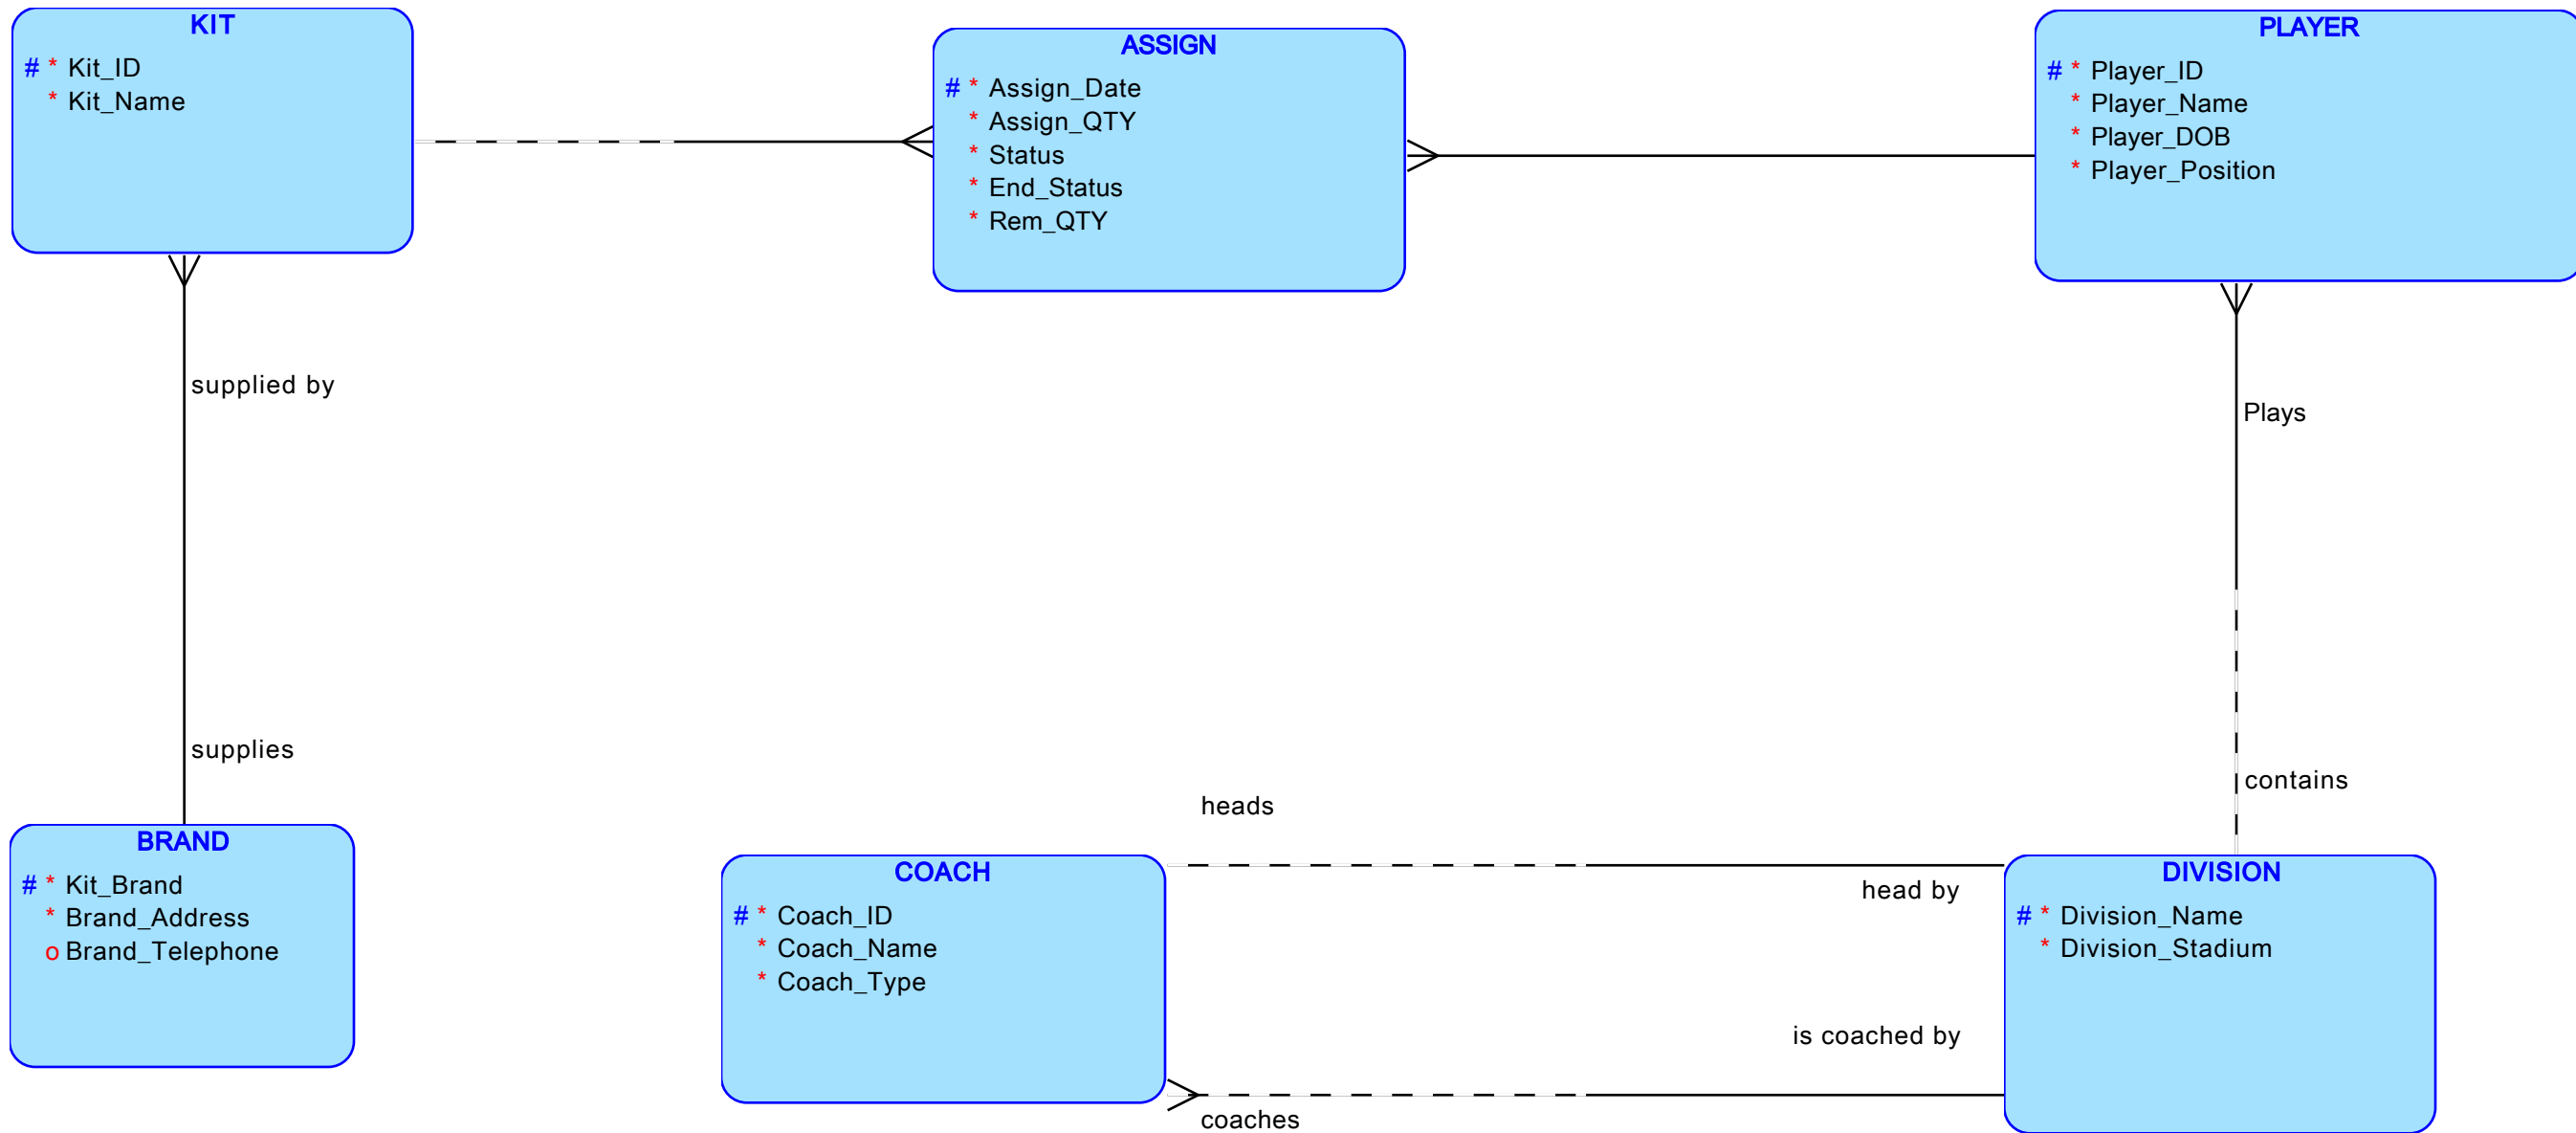 KIT
# * Kit_ID
* Kit_Name
ASSIGN
# * Assign_Date
* Assign_QTY
* Status
* End_Status
* Rem_QTY
PLAYER
# * Player_ID
* Player_Name
* Player_DOB
* Player_Position
supplied by
supplies
Plays
contains
BRAND
# * Kit_Brand
* Brand_Address
o Brand_Telephone
heads
head by
COACH
# * Coach_ID
* Coach_Name
* Coach_Type
is coached by
coaches
DIVISION
# * Division_Name
* Division_Stadium